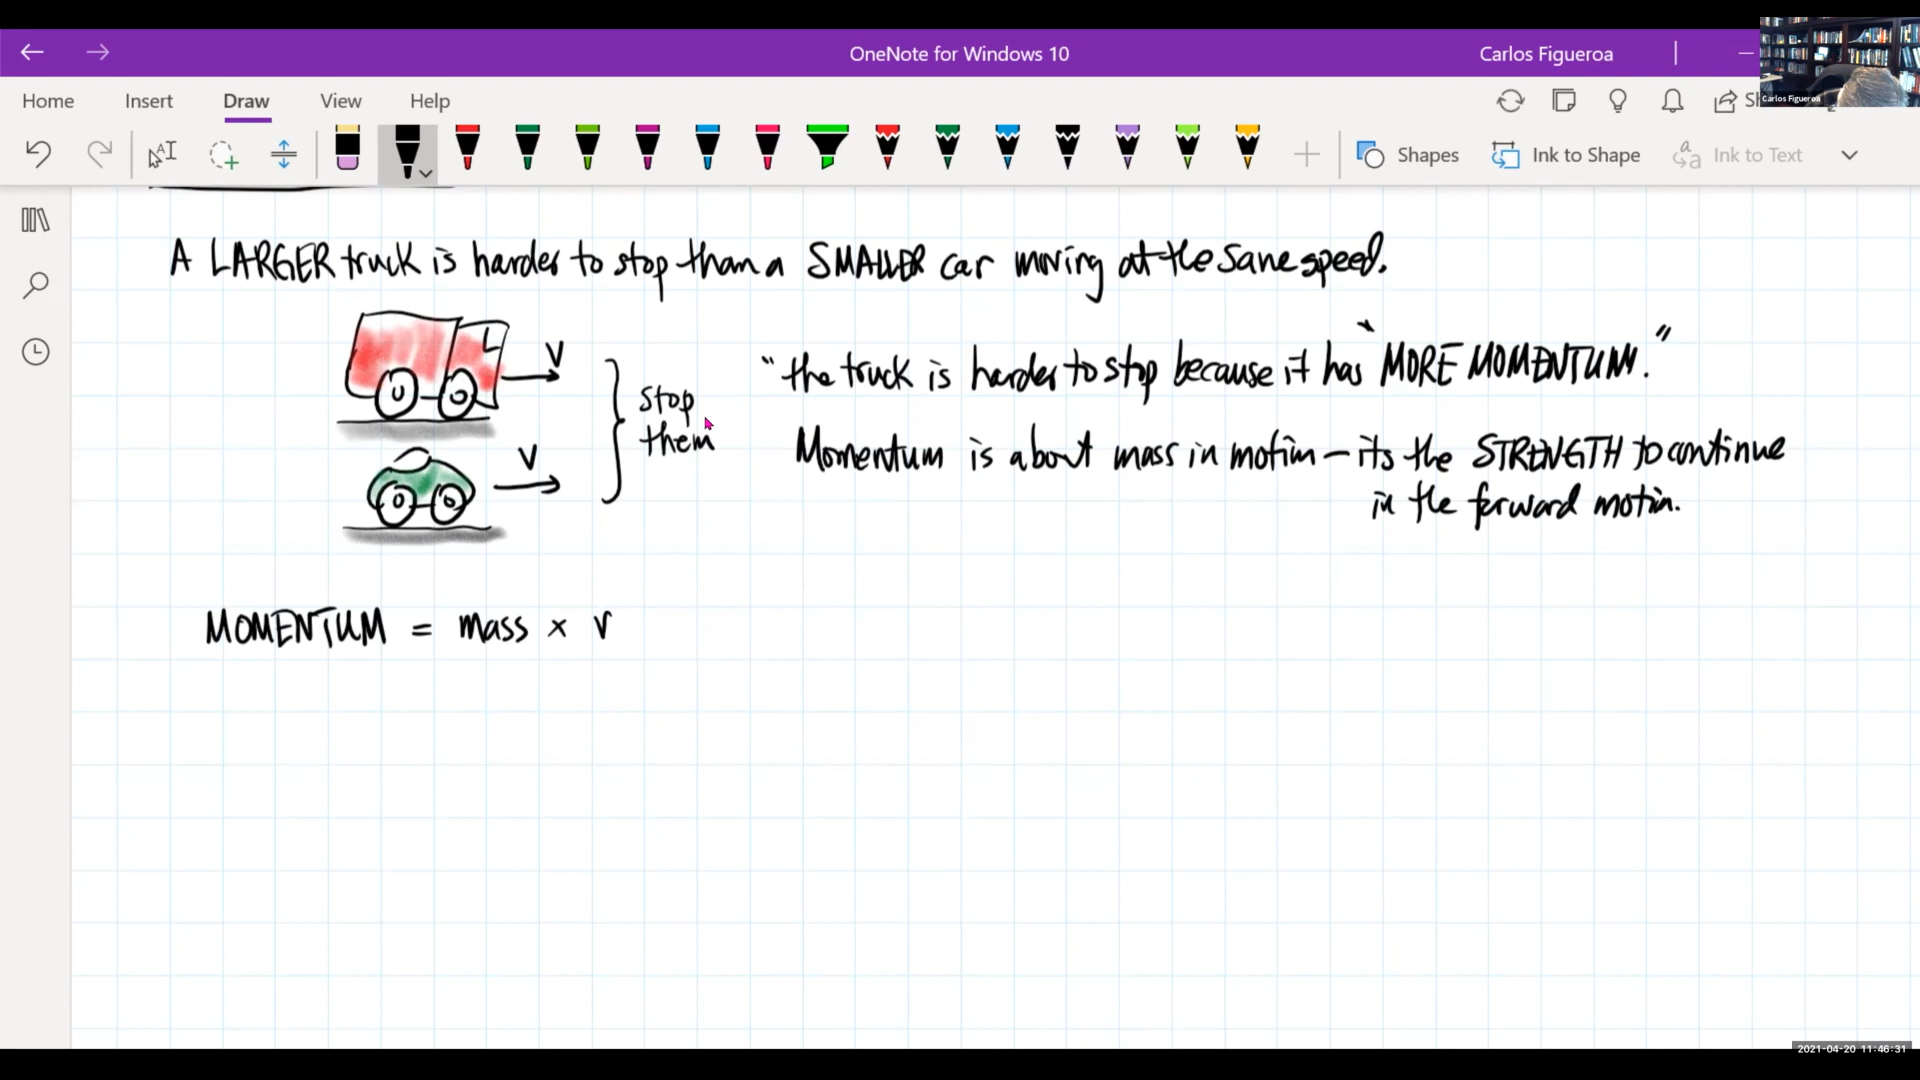 OneNote for Windows 10
Carlos Figueroa
Carlos Figueroa
Home Insert Draw View Help
Sh
Shapes Ink to Shape Ink to Text
A LARGER truck is harder to stop than a SMALLER car moving at the same speed.
V
V
Stop
them
"the truck is harder to stop because it has "MORE MOMENTUM."
Momentum is about mass in motion - its the STRENGTH to continue
in the forward motion.
MOMENTUM = mass x v
2021-04-20 11:46:31